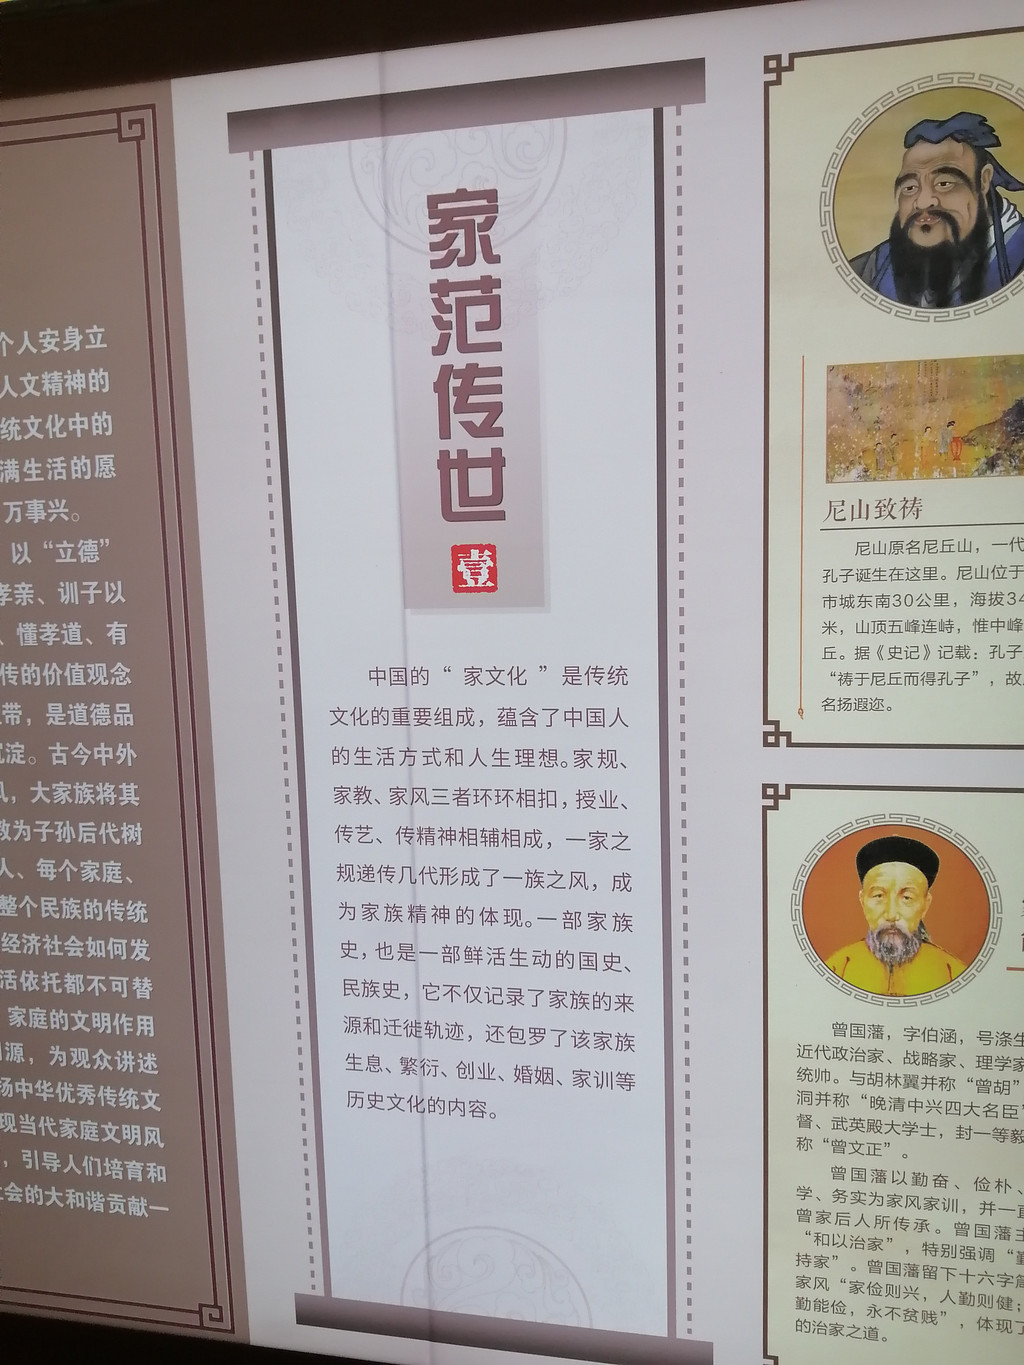 个人安身立
人文精神的
统文化中的
满生活的愿
万事兴。
以“立德”
孝亲、训子以
、懂孝道、有
传的价值观念
带，是道德品
淀。古今中外
，大家族将其
教为子孙后代树
人、每个家庭、
整个民族的传统
经济社会如何发
活依托都不可替
家庭的文明作用
源，为观众讲述
扬中华优秀传统文
现当代家庭文明风
，引导人们培育和
会的大和谐贡献一
家范传世
壹
中国的“家文化”是传统
文化的重要组成，蕴含了中国人
的生活方式和人生理想。家规、
家教、家风三者环环相扣，授业、
传艺、传精神相辅相成，一家之
规递传几代形成了一族之风，成
为家族精神的体现。一部家族
史，也是一部鲜活生动的国史、
民族史，它不仅记录了家族的来
源和迁徙轨迹，还包罗了该家族
生息、繁衍、创业、婚姻、家训等
历史文化的内容。
尼山致祷
尼山原名尼丘山，一代
孔子诞生在这里。尼山位于
市城东南30公里，海拔34
米，山顶五峰连峙，惟中峰
丘。据《史记》记载：孔子
“祷于尼丘而得孔子”，故
名扬遐迩。
曾国藩，字伯涵，号涤生
近代政治家、战略家、理学家
统帅。与胡林翼并称“曾胡”
洞并称“晚清中兴四大名臣”
督、武英殿大学士，封一等毅
称“曾文正”。
曾国藩以勤奋、俭朴、
学、务实为家风家训，并一直
曾家后人所传承。曾国藩主
“和以治家”，特别强调“勤
持家”。曾国藩留下十六字箴
家风“家俭则兴，人勤则健；
勤能俭，永不贫贱”，体现了
的治家之道。